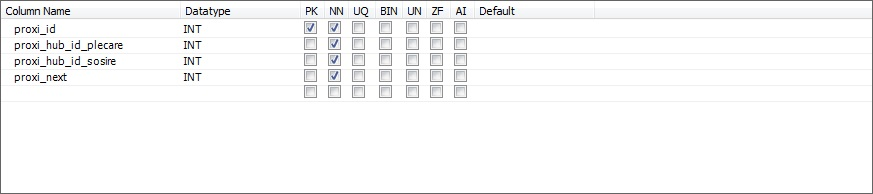 Column Name Datatype PK NN UQ BIN UN ZF AI Default
proxi_id INT
proxi_hub_id_plecare INT
proxi_hub_id_sosire INT
proxi_next INT